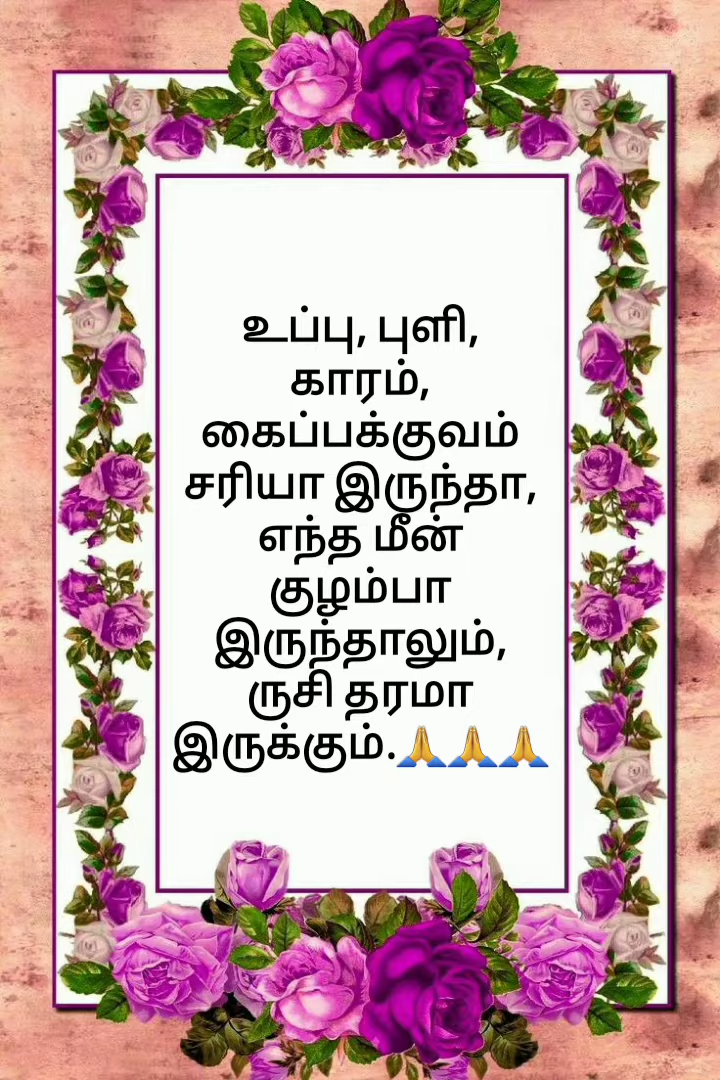 உப்பு, புளி,
காரம்,
கைப்பக்குவம்
சரியா இருந்தா,
எந்த மீன்
குழம்பா
இருந்தாலும்,
ருசி தரமா
இருக்கும்.🙏🙏🙏